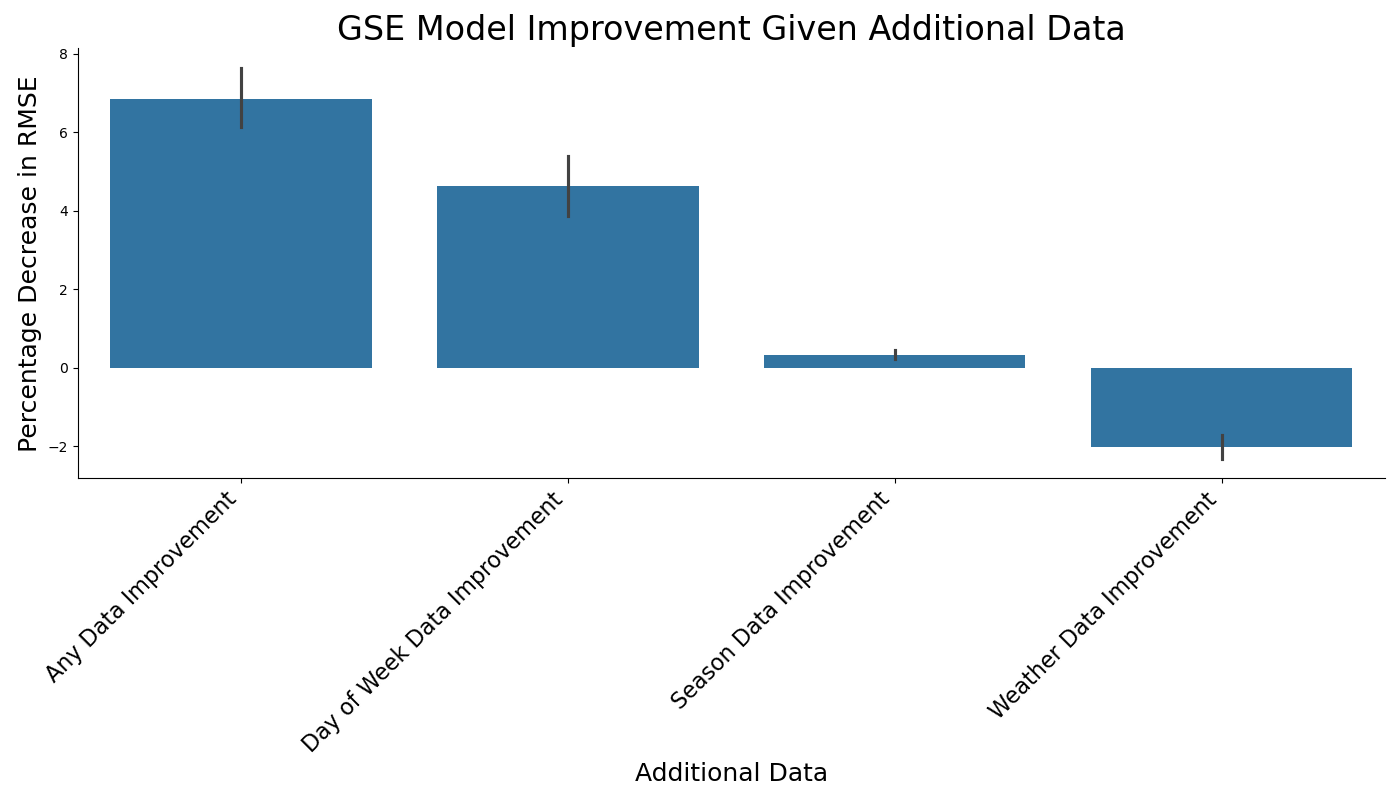 GSE Model Improvement Given Additional Data
Percentage Decrease in RMSE
8
6
4
2
0
−2
Any Data Improvement
Day of Week Data Improvement
Season Data Improvement
Weather Data Improvement
Additional Data